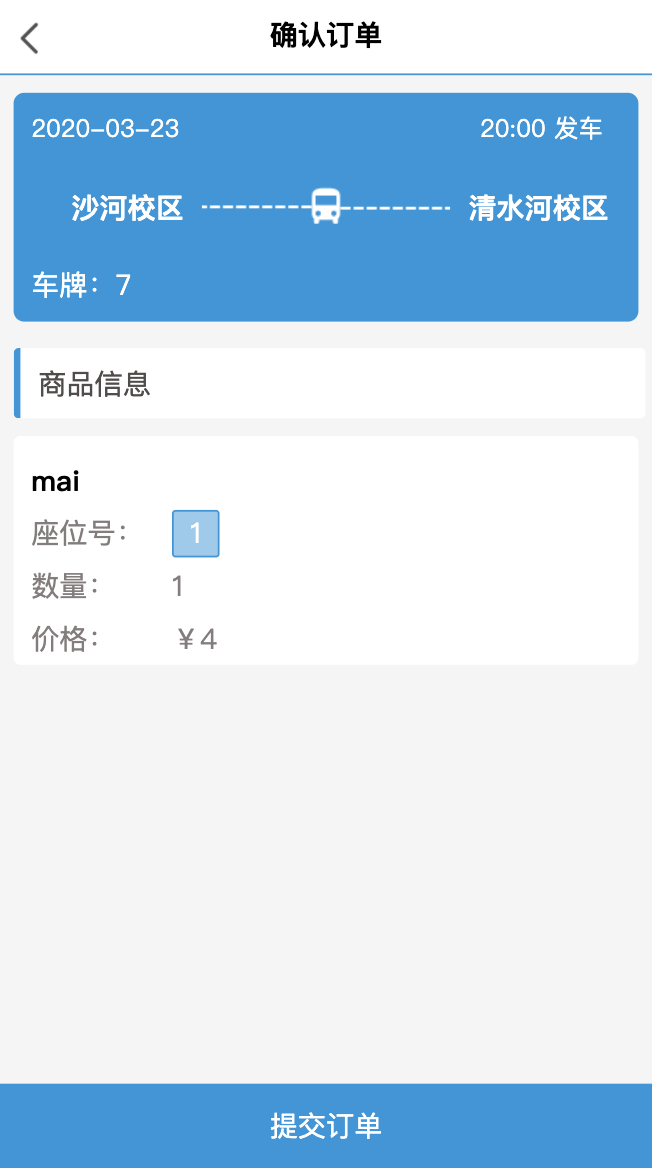 确认订单
2020-03-23 20:00 发车
沙河校区 清水河校区
车牌：7
商品信息
mai
座位号： 1
数量： 1
价格： ￥4
提交订单